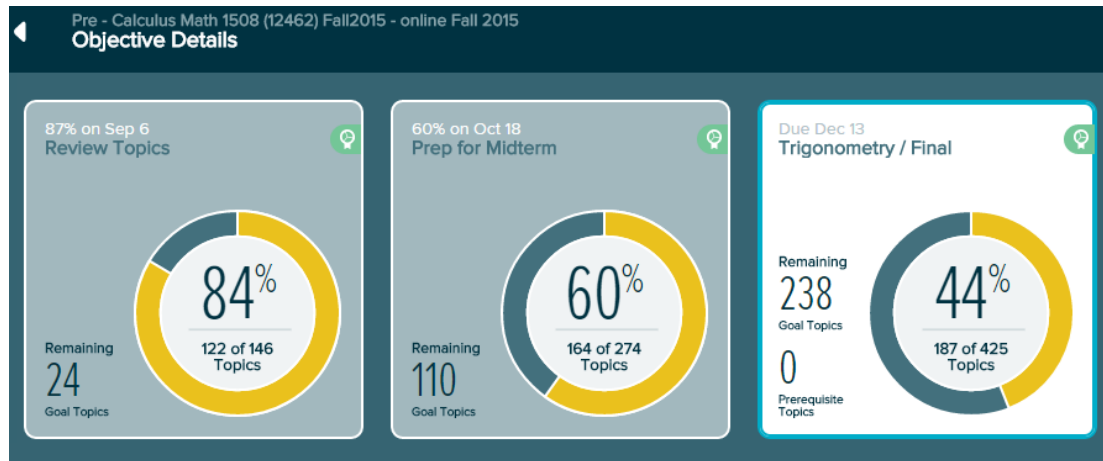 Pre - Calculus Math 1508 (12462) Fall2015 - online Fall 2015
Objective Details
87% on Sep 6
Review Topics
84%
122 of 146
Topics
Remaining
24
Goal Topics
60% on Oct 18
Prep for Midterm
60%
164 of 274
Topics
Remaining
110
Goal Topics
Due Dec 13
Trigonometry / Final
Remaining
238
Goal Topics
0
Prerequisite
Topics
44%
187 of 425
Topics